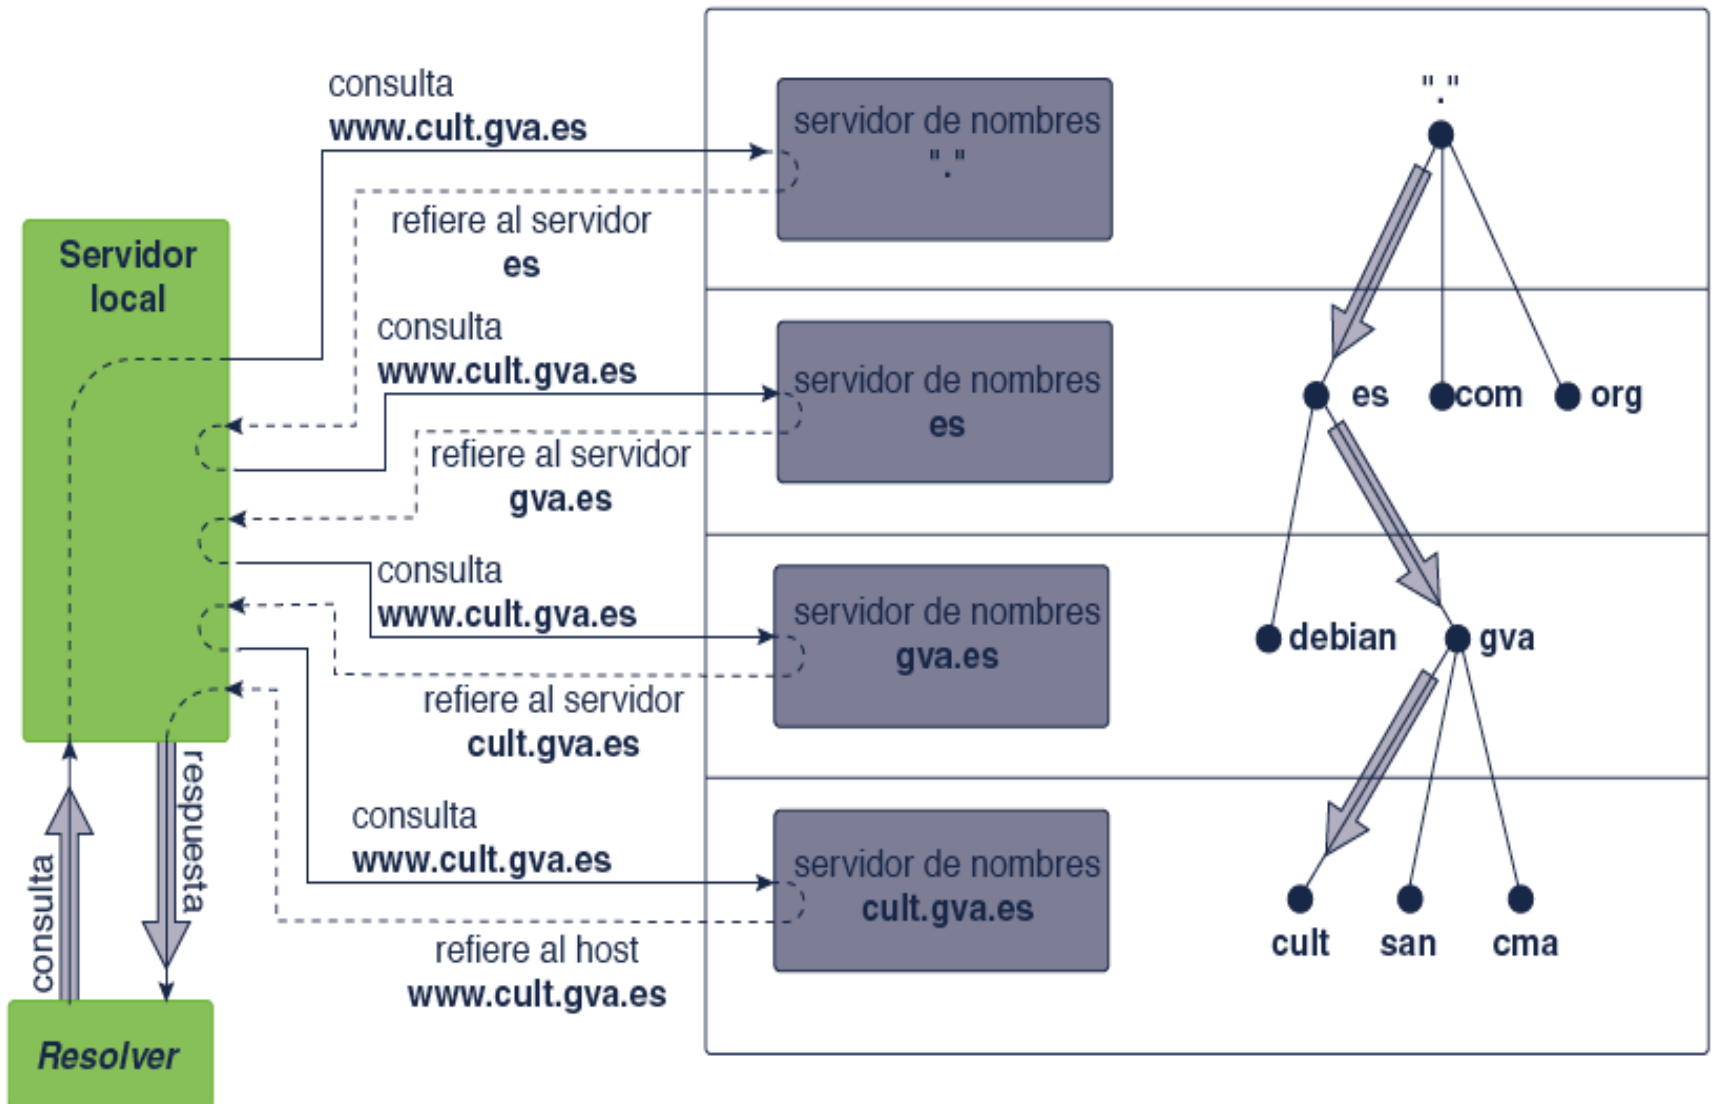 consulta
www.cult.gva.es
refiere al servidor
es
consulta
www.cult.gva.es
refiere al servidor
gva.es
consulta
www.cult.gva.es
refiere al servidor
cult.gva.es
consulta
www.cult.gva.es
refiere al host
www.cult.gva.es
Servidor
local
consulta
respuesta
Resolver
servidor de nombres
"."
servidor de nombres
es
servidor de nombres
gva.es
servidor de nombres
cult.gva.es
"."
es com org
debian gva
cult san cma